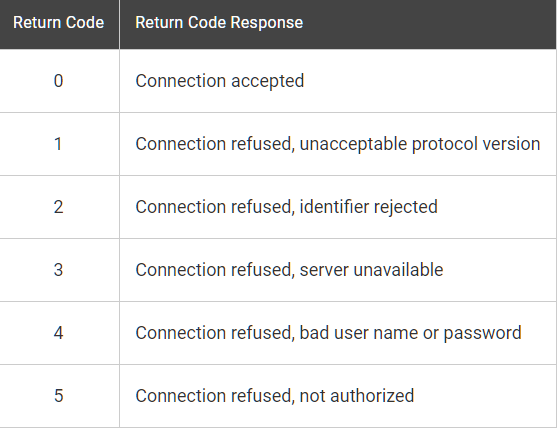 Return Code Return Code Response
0 Connection accepted
1 Connection refused, unacceptable protocol version
2 Connection refused, identifier rejected
3 Connection refused, server unavailable
4 Connection refused, bad user name or password
5 Connection refused, not authorized